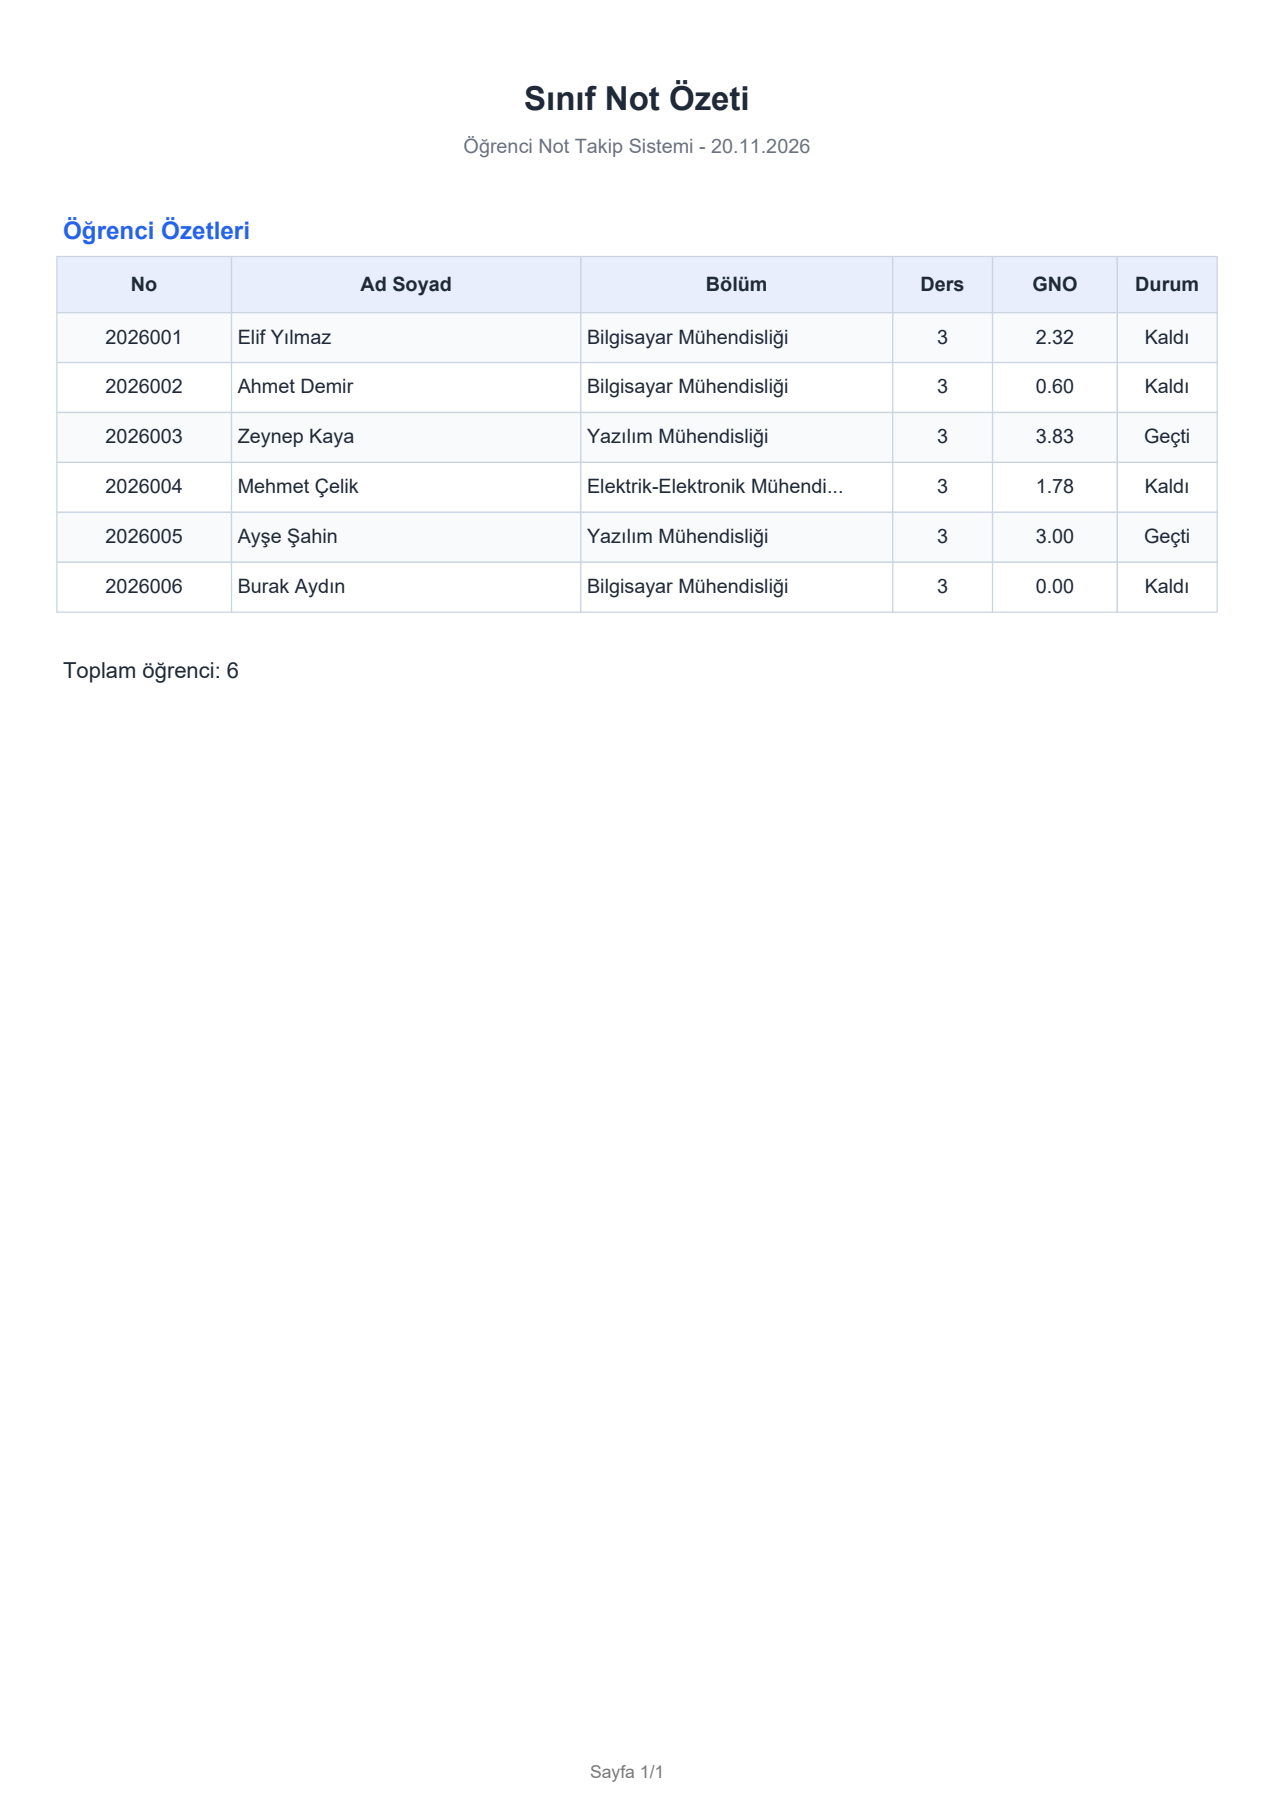 Sınıf Not Özeti
Öğrenci Not Takip Sistemi - 20.11.2026
Öğrenci Özetleri
No Ad Soyad Bölüm Ders GNO Durum
2026001 Elif Yılmaz Bilgisayar Mühendisliği 3 2.32 Kaldı
2026002 Ahmet Demir Bilgisayar Mühendisliği 3 0.60 Kaldı
2026003 Zeynep Kaya Yazılım Mühendisliği 3 3.83 Geçti
2026004 Mehmet Çelik Elektrik-Elektronik Mühendi... 3 1.78 Kaldı
2026005 Ayşe Şahin Yazılım Mühendisliği 3 3.00 Geçti
2026006 Burak Aydın Bilgisayar Mühendisliği 3 0.00 Kaldı
Toplam öğrenci: 6
Sayfa 1/1